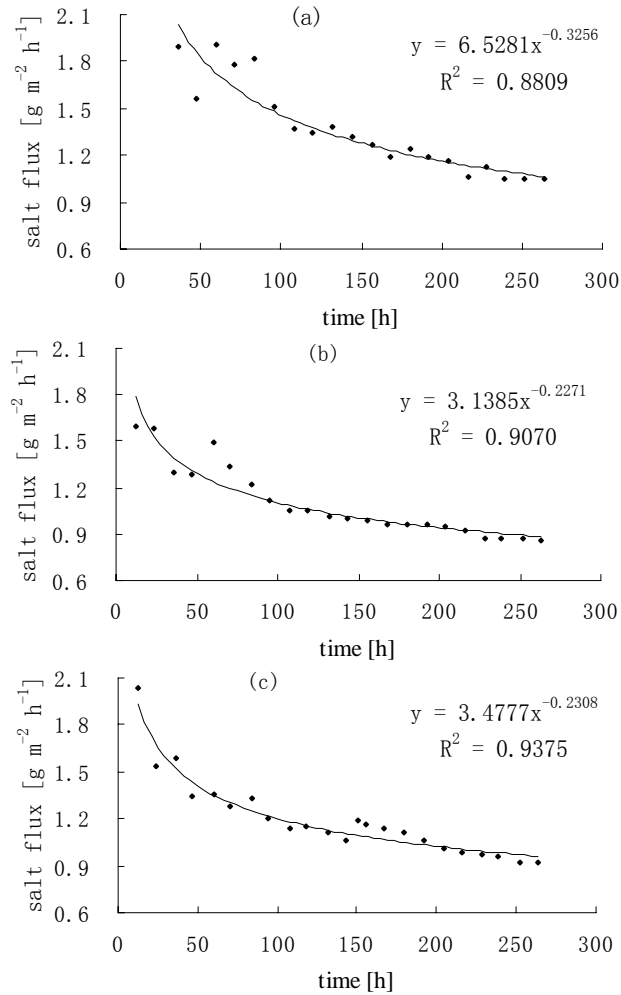 (a)
y = 6.5281x^-0.3256
R^2 = 0.8809
salt flux [g m^-2 h^-1]
2.1
1.8
1.5
1.2
0.9
0.6
0 50 100 150 200 250 300
time [h]
(b)
y = 3.1385x^-0.2271
R^2 = 0.9070
salt flux [g m^-2 h^-1]
2.1
1.8
1.5
1.2
0.9
0.6
0 50 100 150 200 250 300
time [h]
(c)
y = 3.4777x^-0.2308
R^2 = 0.9375
salt flux [g m^-2 h^-1]
2.1
1.8
1.5
1.2
0.9
0.6
0 50 100 150 200 250 300
time [h]